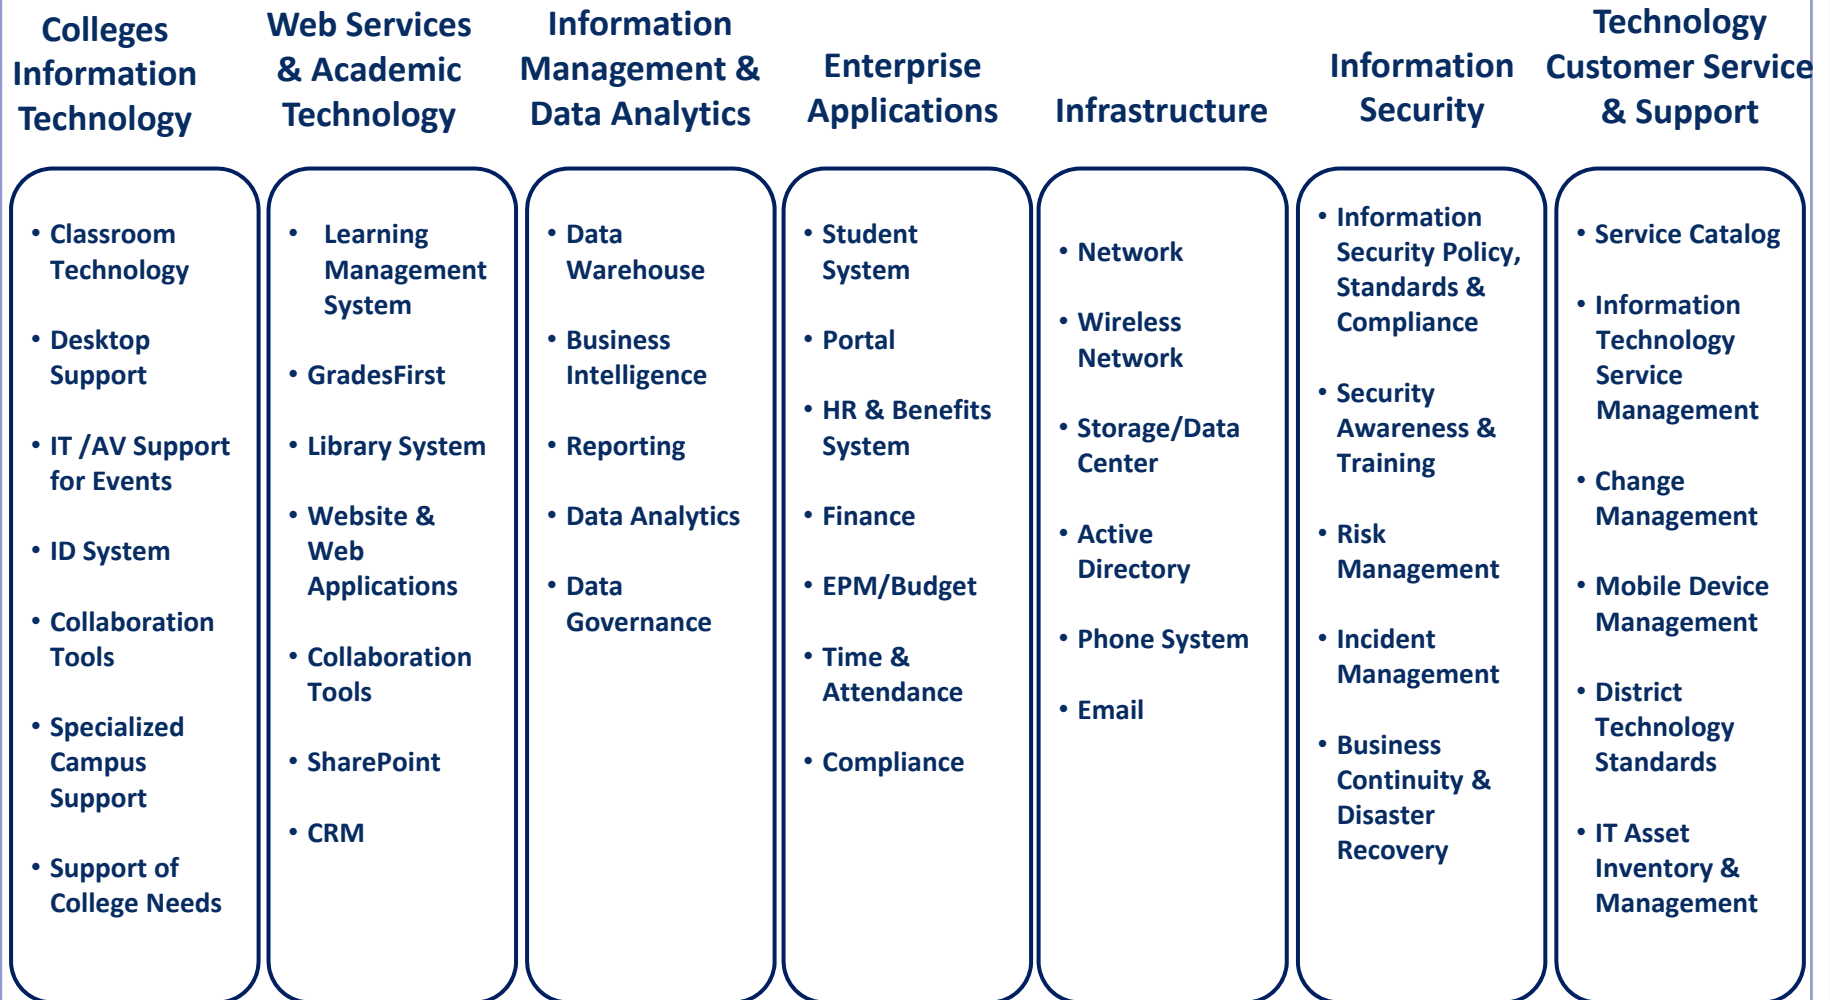 Colleges
Information
Technology
• Classroom
Technology
• Desktop
Support
• IT /AV Support
for Events
• ID System
• Collaboration
Tools
• Specialized
Campus
Support
• Support of
College Needs
Web Services
& Academic
Technology
• Learning
Management
System
• GradesFirst
• Library System
• Website &
Web
Applications
• Collaboration
Tools
• SharePoint
• CRM
Information
Management &
Data Analytics
• Data
Warehouse
• Business
Intelligence
• Reporting
• Data Analytics
• Data
Governance
Enterprise
Applications
• Student
System
• Portal
• HR & Benefits
System
• Finance
• EPM/Budget
• Time &
Attendance
• Compliance
Infrastructure
• Network
• Wireless
Network
• Storage/Data
Center
• Active
Directory
• Phone System
• Email
Information
Security
• Information
Security Policy,
Standards &
Compliance
• Security
Awareness &
Training
• Risk
Management
• Incident
Management
• Business
Continuity &
Disaster
Recovery
Technology
Customer Service
& Support
• Service Catalog
• Information
Technology
Service
Management
• Change
Management
• Mobile Device
Management
• District
Technology
Standards
• IT Asset
Inventory &
Management